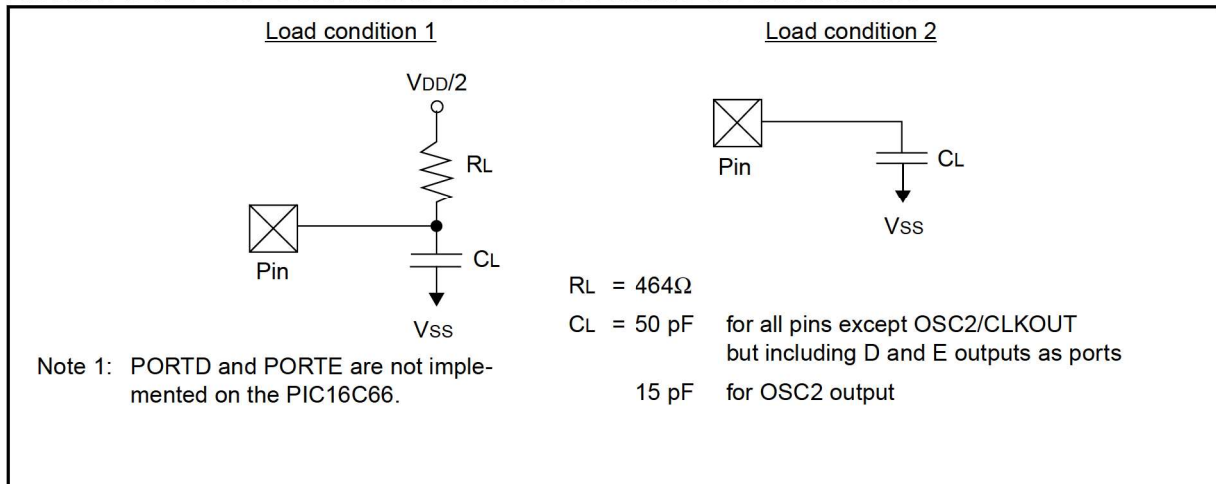 Load condition 1
VDD/2
RL
Pin
CL
VSS
Note 1: PORTD and PORTE are not imple-
mented on the PIC16C66.
Load condition 2
Pin
CL
VSS
RL = 464Ω
CL = 50 pF for all pins except OSC2/CLKOUT
but including D and E outputs as ports
15 pF for OSC2 output